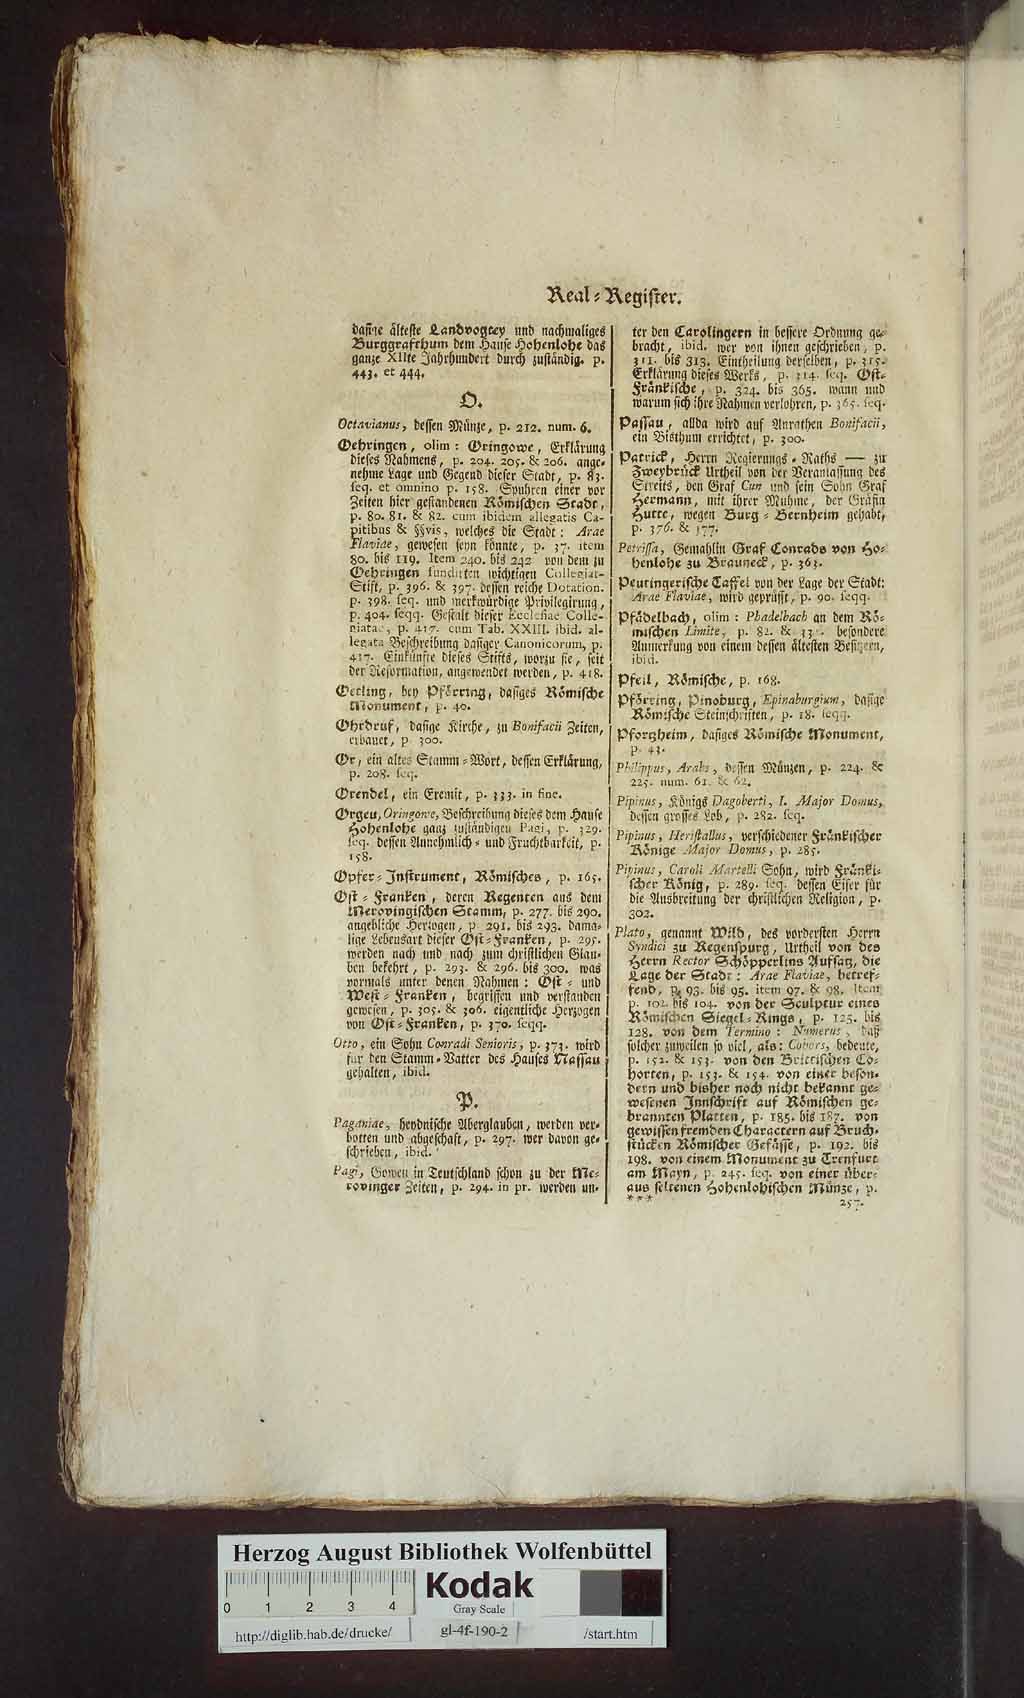 Real-Register.
dasige älteste Landvogtey und nachmaliges
Burggrafthum dem Hause Hohenlohe das
ganze XIIte Jahrhundert durch zuständig. p.
443. et 444.
O.
Octavianus, dessen Münze, p. 212. num. 6.
Oehringen, olim: Oringowe, Erklärung
dieses Nahmens, p. 204. 205. & 206. ange-
nehme Lage und Gegend dieser Stadt, p. 83.
seq. et omnino p. 158. Spuhren einer vor
Zeiten hier gestandenen Römischen Stadt,
p. 80. 81. & 82. cum ibidem allegatis Ca-
pitibus & §§vis, welches die Stadt: Arae
Flaviae, gewesen seyn könnte, p. 37. item
80. bis 119. Item 240. bis 242 von dem zu
Oehringen fundirten wichtigen Collegiat-
Stift, p. 396. & 397. dessen reiche Dotation.
p. 398. seq. und merkwürdige Privilegirung,
p. 404. seqq. Gestalt dieser Ecclesiae Colle-
giatae, p. 417. cum Tab. XXIII. ibid. al-
legata Beschreibung dasiger Canonicorum, p.
417. Einkünfte dieses Stifts, worzu sie, seit
der Reformation, angewendet werden, p. 418.
Oetling, bey Pförring, dasiges Römische
Monument, p. 40.
Ohrdruf, dasige Kirche, zu Bonifacii Zeiten,
erbauet, p. 300.
Or, ein altes Stamm-Wort, dessen Erklärung,
p. 208. seq.
Orendel, ein Eremit, p. 333. in fine.
Orgeu, Oringowe, Beschreibung dieses dem Hause
Hohenlohe ganz zuständigen Pagi, p. 329.
seq. dessen Annehmlich- und Fruchtbarkeit, p.
158.
Opfer-Instrument, Römisches, p. 165.
Ost-Franken, deren Regenten aus dem
Merovingischen Stamm, p. 277. bis 290.
angebliche Herzogen, p. 291. bis 293. dama-
lige Lebensart dieser Ost-Franken, p. 295.
werden nach und nach zum christlichen Glau-
ben bekehrt, p. 293. & 296. bis 300. was
vormals unter denen Nahmen: Ost- und
West-Franken, begriffen und verstanden
gewesen, p. 305. & 306. eigentliche Herzogen
von Ost-Franken, p. 370. seqq.
Otto, ein Sohn Conradi Senioris, p. 373. wird
für den Stamm-Vatter des Hauses Nassau
gehalten, ibid.
P.
Paganiae, heydnische Aberglauben, werden ver-
botten und abgeschaft, p. 297. wer davon ge-
schrieben, ibid.
Pagi, Gowen in Teutschland schon zu der Me-
rovinger Zeiten, p. 294. in pr. werden un-
ter den Carolingern in bessere Ordnung ge-
bracht, ibid. wer von ihnen geschrieben, p.
311. bis 313. Eintheilung derselben, p. 315.
Erklärung dieses Werks, p. 314. seq. Ost-
Fränkische, p. 324. bis 365. wann und
warum sich ihre Nahmen verlohren, p. 365. seq.
Passau, allda wird auf Anrathen Bonifacii,
ein Bisthum errichtet, p. 300.
Patrick, Herrn Regierungs-Raths — zu
Zweybrück Urtheil von der Veranlassung des
Streits, den Graf Cun und sein Sohn Graf
Hermann, mit ihrer Muhme, der Gräfin
Hutte, wegen Burg-Bernheim gehabt,
p. 376. & 377.
Petrissa, Gemahlin Graf Conrads von Ho-
henlohe zu Brauneck, p. 363.
Peutingerische Taffel von der Lage der Stadt:
Arae Flaviae, wird geprüfft, p. 90. seqq.
Pfädelbach, olim: Phadelbach an dem Rö-
mischen Limite, p. 82. & besondere
Anmerkung von einem dessen ältesten Besitzern,
ibid.
Pfeil, Römische, p. 168.
Pförring, Pinoburg, Epinaburgium, dasige
Römische Steinschriften, p. 18. seqq.
Pforzheim, dasiges Römische Monument,
p. 43.
Philippus, Arabs, dessen Münzen, p. 224. &
225. num. 61. & 62.
Pipinus, Königs Dagoberti, I. Major Domus,
dessen grosses Lob, p. 282. seq.
Pipinus, Heristallus, verschiedener Fränkischer
Könige Major Domus, p. 285.
Pipinus, Caroli Martelli Sohn, wird Fränki-
scher König, p. 289. seq. dessen Eifer für
die Ausbreitung der christlichen Religion, p.
302.
Plato, genannt Wild, des vordersten Herrn
Syndici zu Regenspurg, Urtheil von des
Herrn Rector Schöpperlins Aufsatz, die
Lage der Stadt: Arae Flaviae, betref-
fend, p. 93. bis 95. item 97. & 98. Item
p. 102. bis 104. von der Sculptur eines
Römischen Siegel-Rings, p. 125. bis
128. von dem Termino: Numerus, daß
solcher zuweilen so viel, als: Cohors, bedeute,
p. 152. & 153. von den Brittischen Co-
horten, p. 153. & 154. von einer beson-
dern und bisher noch nicht bekannt ge-
wesenen Innschrift auf Römischen ge-
brannten Platten, p. 185. bis 187. von
gewissen fremden Charactern auf Bruch-
stücken Römischer Gefässe, p. 192. bis
198. von einem Monument zu Trenfurt
am Mayn, p. 245. seq. von einer über-
aus seltenen Hohenlohischen Münze, p.
***
257.
Herzog August Bibliothek Wolfenbüttel
0 1 2 3 4
Kodak
Gray Scale
http://diglib.hab.de/drucke/
gl-4f-190-2
/start.htm